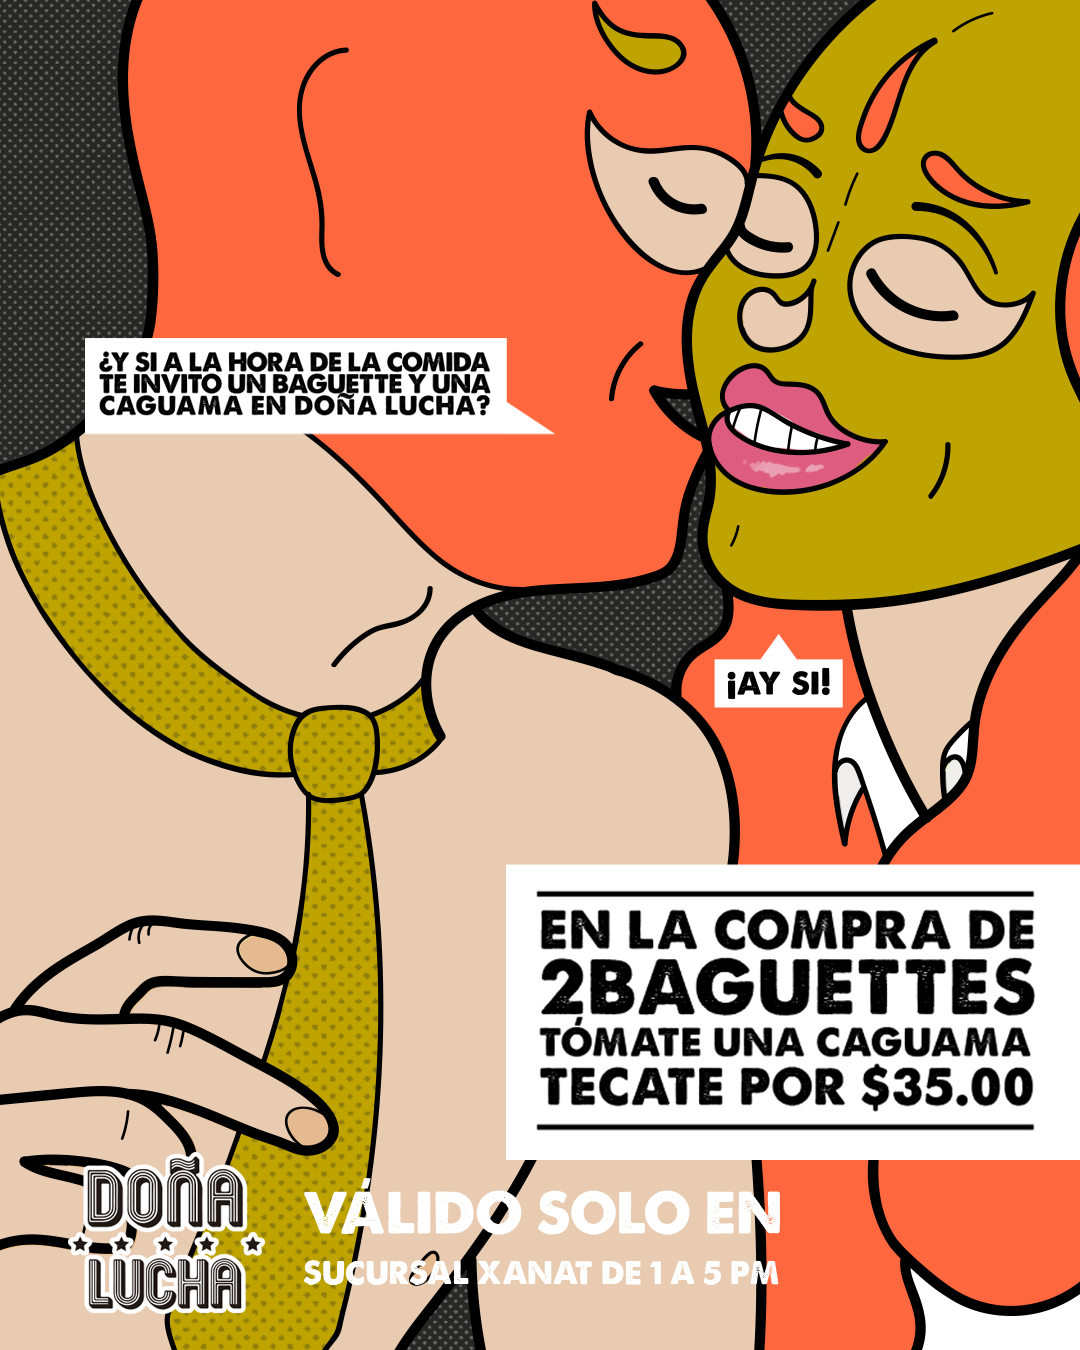 ¿Y SI A LA HORA DE LA COMIDA
TE INVITO UN BAGUETTE Y UNA
CAGUAMA EN DOÑA LUCHA?
¡AY SI!
EN LA COMPRA DE
2BAGUETTES
TÓMATE UNA CAGUAMA
TECATE POR $35.00
DOÑA
LUCHA
VÁLIDO SOLO EN
SUCURSAL XANAT DE 1 A 5 PM